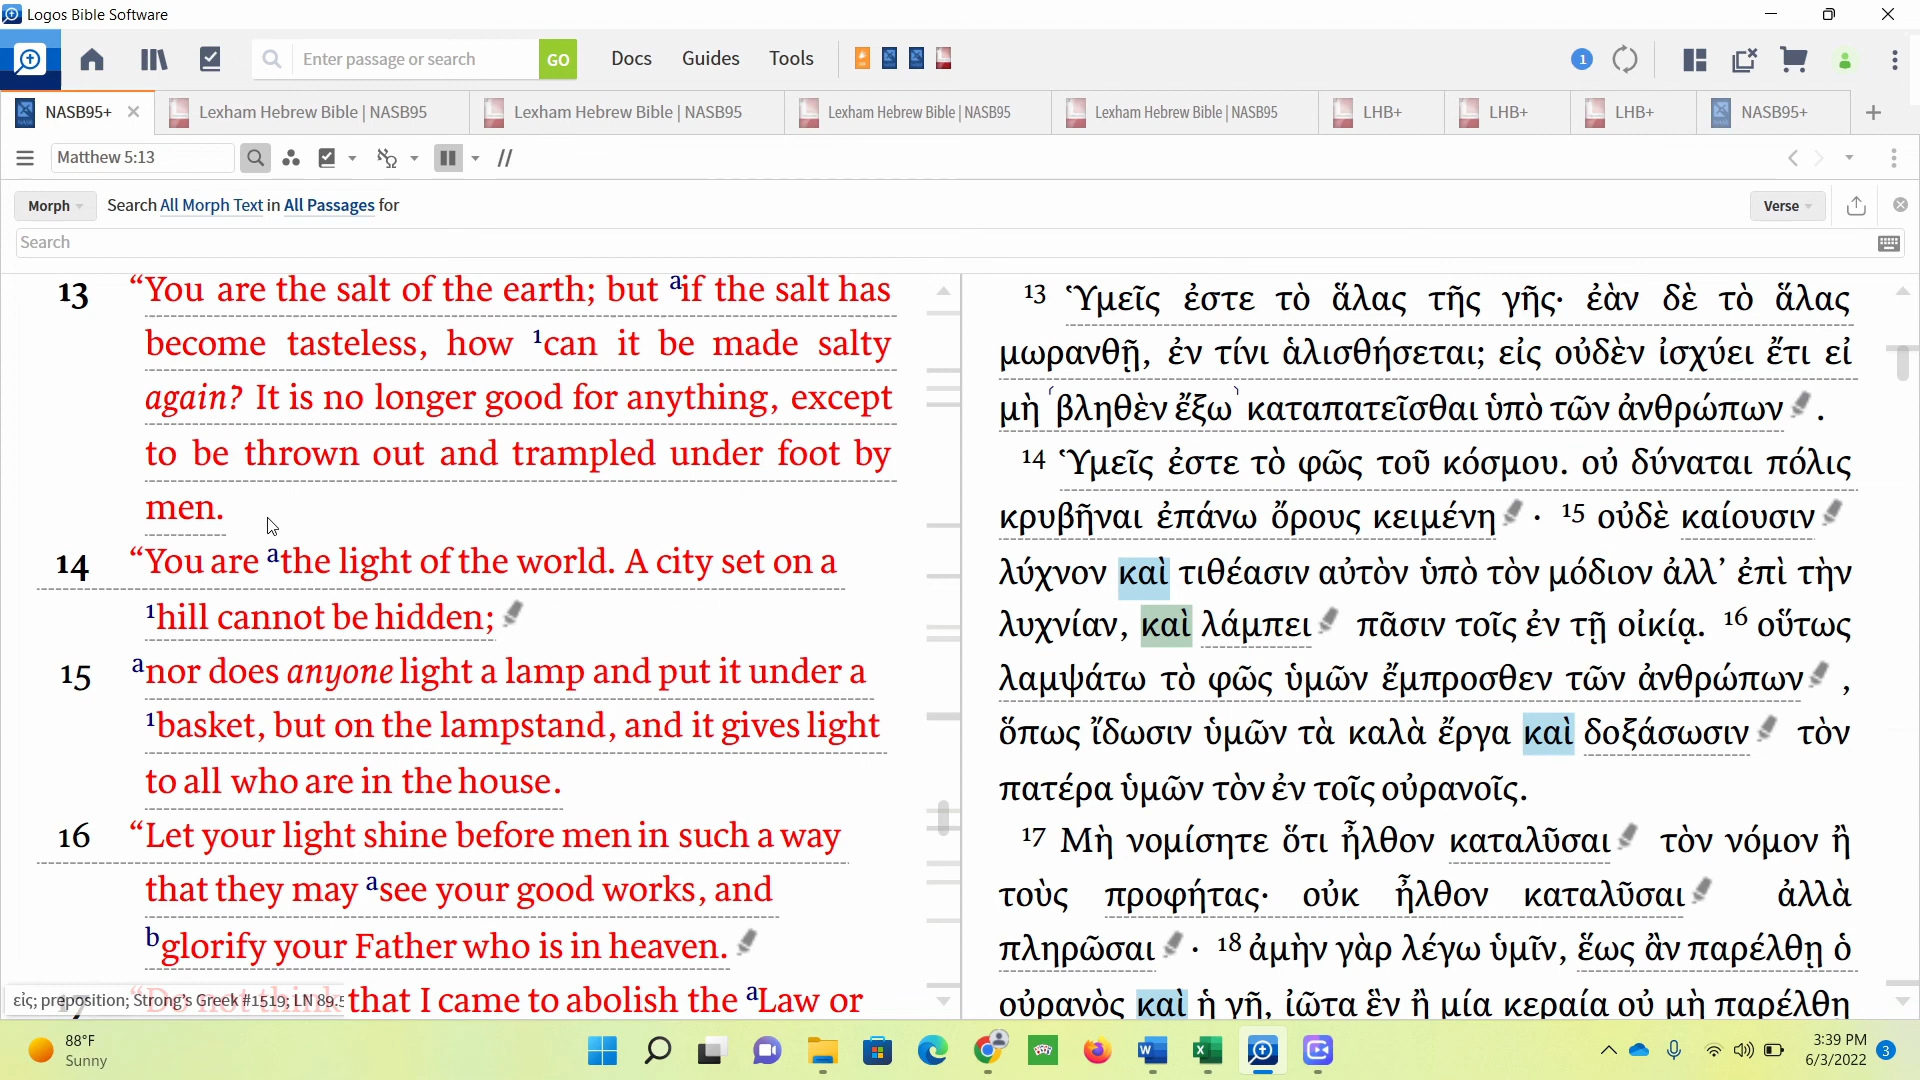 Logos Bible Software
Enter passage or search GO Docs Guides Tools 1
NASB95+ Lexham Hebrew Bible | NASB95 Lexham Hebrew Bible | NASB95 Lexham Hebrew Bible | NASB95 Lexham Hebrew Bible | NASB95 LHB+ LHB+ LHB+ NASB95+
Matthew 5:13
Morph Search All Morph Text in All Passages for Verse
Search
13 “You are the salt of the earth; but ᵃif the salt has
become tasteless, how ¹can it be made salty
again? It is no longer good for anything, except
to be thrown out and trampled under foot by
men.
14 “You are ᵃthe light of the world. A city set on a
¹hill cannot be hidden;
15 ᵃnor does anyone light a lamp and put it under a
¹basket, but on the lampstand, and it gives light
to all who are in the house.
16 “Let your light shine before men in such a way
that they may ᵃsee your good works, and
ᵇglorify your Father who is in heaven.
17 “Do not think that I came to abolish the ᵃLaw or
εἰς; preposition; Strong's Greek #1519; LN 89.5
13 Ὑμεῖς ἐστε τὸ ἅλας τῆς γῆς· ἐὰν δὲ τὸ ἅλας
μωρανθῇ, ἐν τίνι ἁλισθήσεται; εἰς οὐδὲν ἰσχύει ἔτι εἰ
μὴ ⸂βληθὲν ἔξω⸃ καταπατεῖσθαι ὑπὸ τῶν ἀνθρώπων.
14 Ὑμεῖς ἐστε τὸ φῶς τοῦ κόσμου. οὐ δύναται πόλις
κρυβῆναι ἐπάνω ὄρους κειμένη· 15 οὐδὲ καίουσιν
λύχνον καὶ τιθέασιν αὐτὸν ὑπὸ τὸν μόδιον ἀλλ’ ἐπὶ τὴν
λυχνίαν, καὶ λάμπει πᾶσιν τοῖς ἐν τῇ οἰκίᾳ. 16 οὕτως
λαμψάτω τὸ φῶς ὑμῶν ἔμπροσθεν τῶν ἀνθρώπων,
ὅπως ἴδωσιν ὑμῶν τὰ καλὰ ἔργα καὶ δοξάσωσιν τὸν
πατέρα ὑμῶν τὸν ἐν τοῖς οὐρανοῖς.
17 Μὴ νομίσητε ὅτι ἦλθον καταλῦσαι τὸν νόμον ἢ
τοὺς προφήτας· οὐκ ἦλθον καταλῦσαι ἀλλὰ
πληρῶσαι· 18 ἀμὴν γὰρ λέγω ὑμῖν, ἕως ἂν παρέλθῃ ὁ
οὐρανὸς καὶ ἡ γῆ, ἰῶτα ἓν ἢ μία κεραία οὐ μὴ παρέλθῃ
88°F
Sunny
3:39 PM
6/3/2022 3